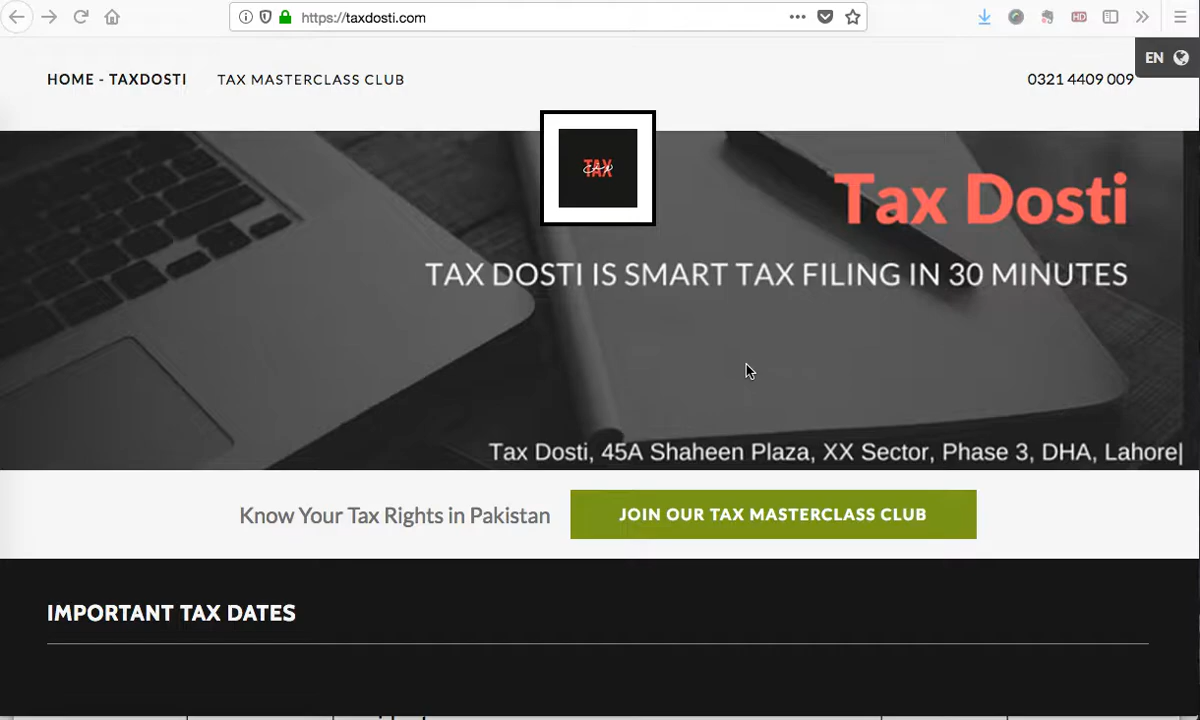 https://taxdosti.com
HD
EN
HOME - TAXDOSTI
TAX MASTERCLASS CLUB
0321 4409 009
TAX
Tax Dosti
TAX DOSTI IS SMART TAX FILING IN 30 MINUTES
Tax Dosti, 45A Shaheen Plaza, XX Sector, Phase 3, DHA, Lahore
Know Your Tax Rights in Pakistan
JOIN OUR TAX MASTERCLASS CLUB
IMPORTANT TAX DATES